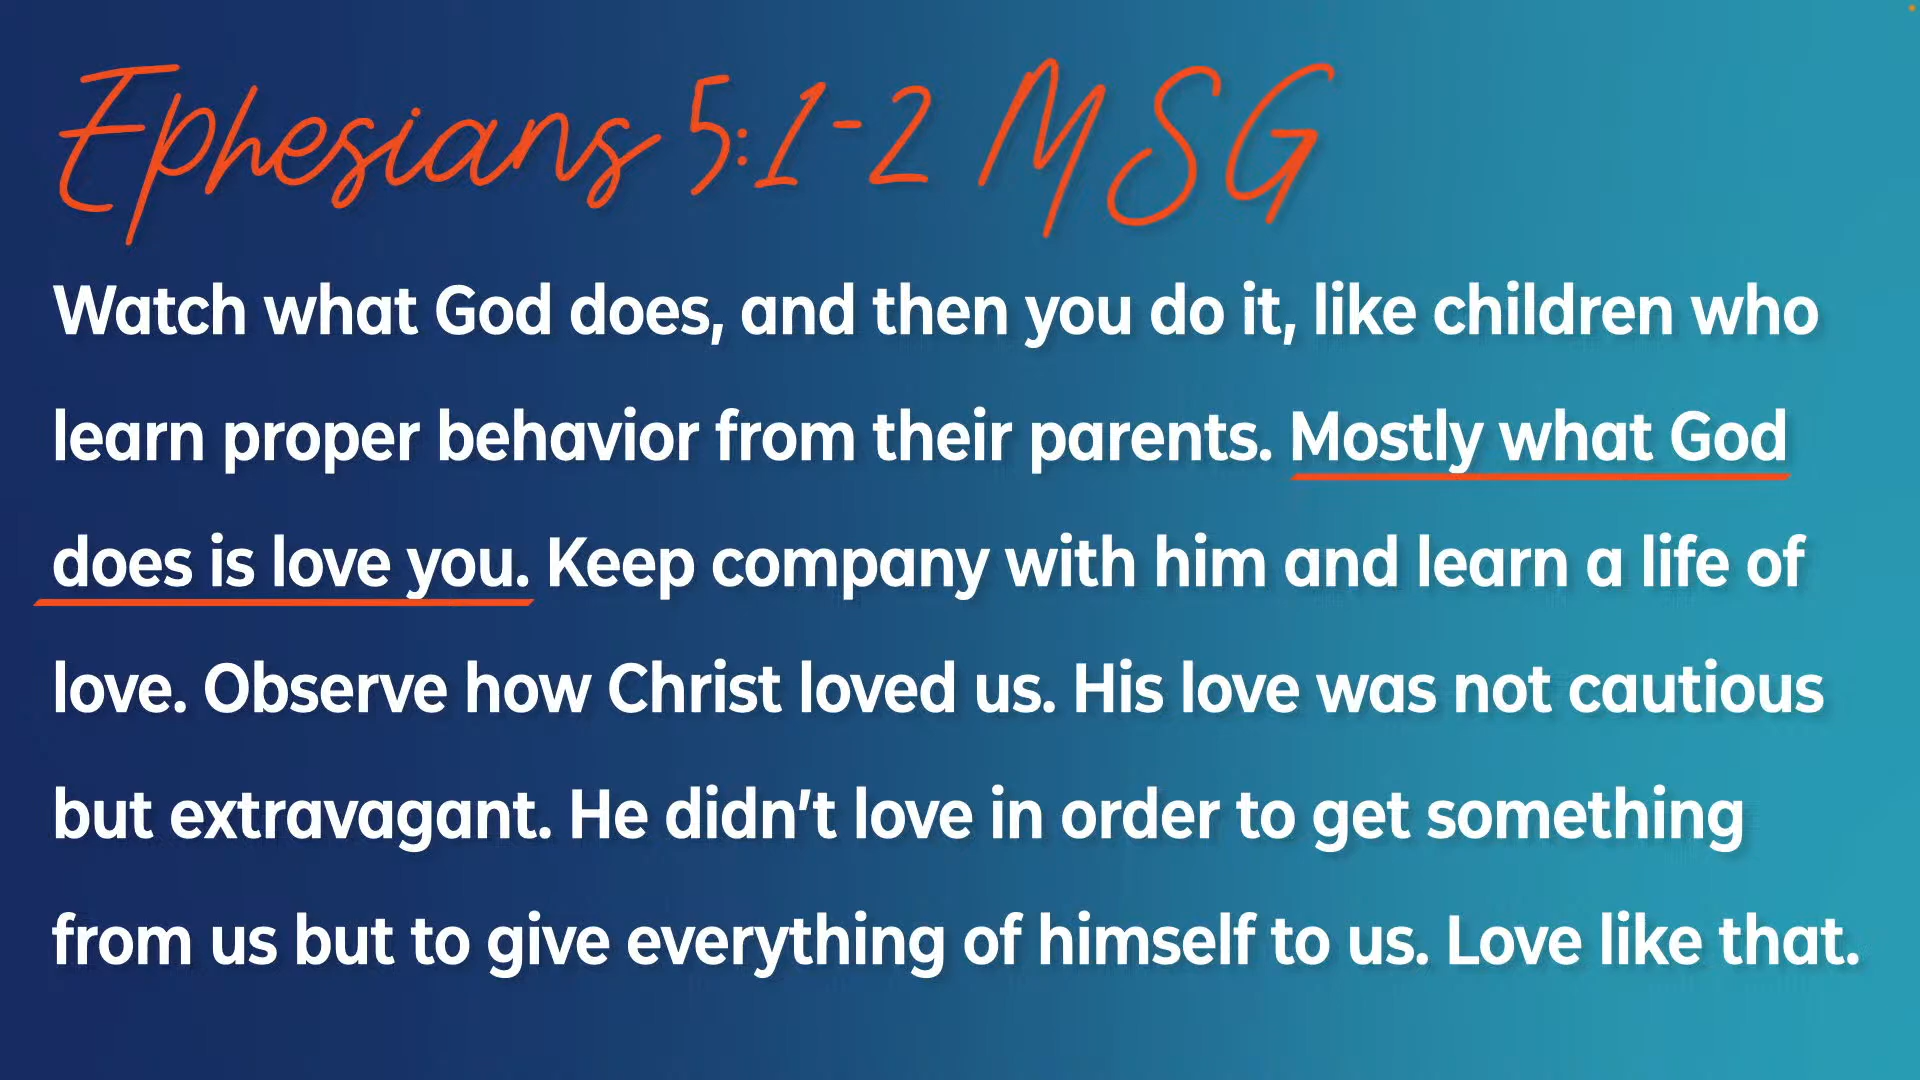 Ephesians 5:1-2 MSG
Watch what God does, and then you do it, like children who
learn proper behavior from their parents. Mostly what God
does is love you. Keep company with him and learn a life of
love. Observe how Christ loved us. His love was not cautious
but extravagant. He didn't love in order to get something
from us but to give everything of himself to us. Love like that.